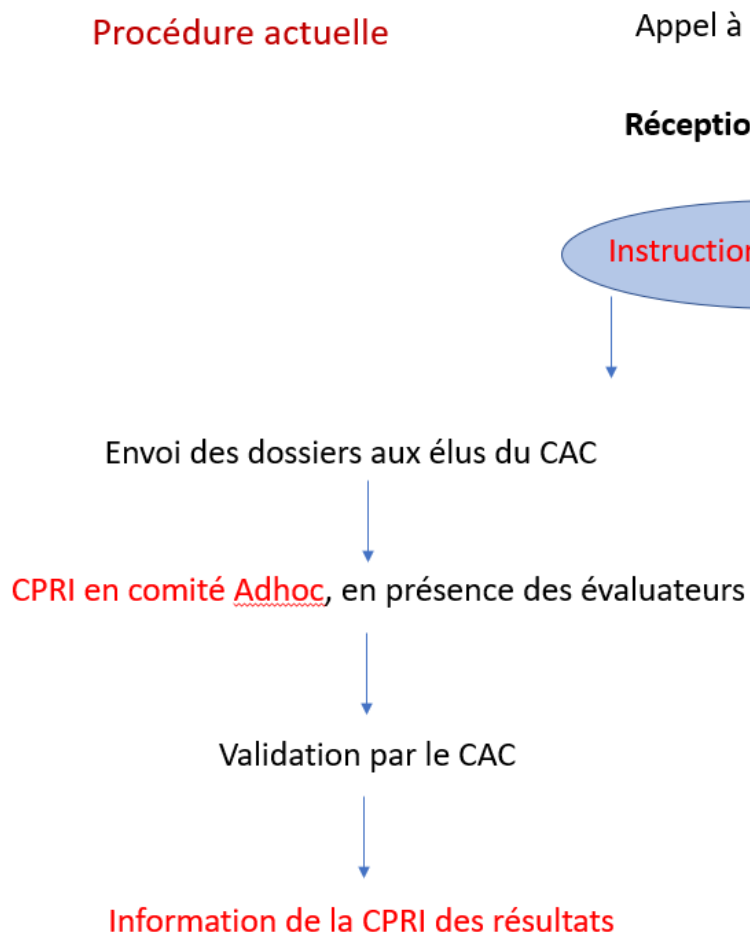 Procédure actuelle
Appel à
Réceptio
Instruction
Envoi des dossiers aux élus du CAC
CPRI en comité Adhoc, en présence des évaluateurs
Validation par le CAC
Information de la CPRI des résultats